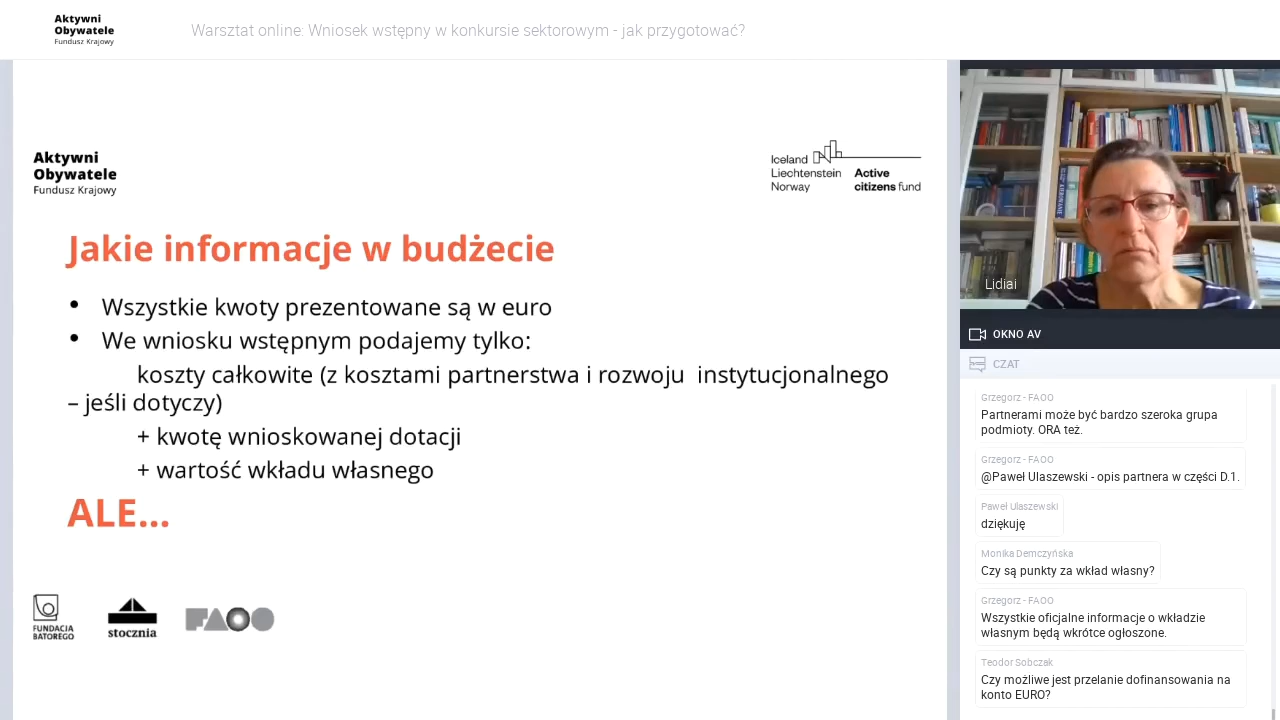 Aktywni
Obywatele
Fundusz Krajowy
Warsztat online: Wniosek wstępny w konkursie sektorowym - jak przygotować?
Aktywni
Obywatele
Fundusz Krajowy
Iceland
Liechtenstein
Norway
Active
citizens fund
Jakie informacje w budżecie
• Wszystkie kwoty prezentowane są w euro
• We wniosku wstępnym podajemy tylko:
koszty całkowite (z kosztami partnerstwa i rozwoju instytucjonalnego
– jeśli dotyczy)
+ kwotę wnioskowanej dotacji
+ wartość wkładu własnego
ALE...
FUNDACJA
BATOREGO
stocznia
FAOO
Lidiai
OKNO AV
CZAT
Grzegorz - FAOO
Partnerami może być bardzo szeroka grupa
podmioty. ORA też.
Grzegorz - FAOO
@Paweł Ulaszewski - opis partnera w części D.1.
Paweł Ulaszewski
dziękuję
Monika Demczyńska
Czy są punkty za wkład własny?
Grzegorz - FAOO
Wszystkie oficjalne informacje o wkładzie
własnym będą wkrótce ogłoszone.
Teodor Sobczak
Czy możliwe jest przelanie dofinansowania na
konto EURO?